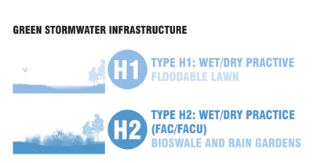 GREEN STORMWATER INFRASTRUCTURE
H1
TYPE H1: WET/DRY PRACTIVE
FLOODABLE LAWN
H2
TYPE H2: WET/DRY PRACTICE
(FAC/FACU)
BIOSWALE AND RAIN GARDENS